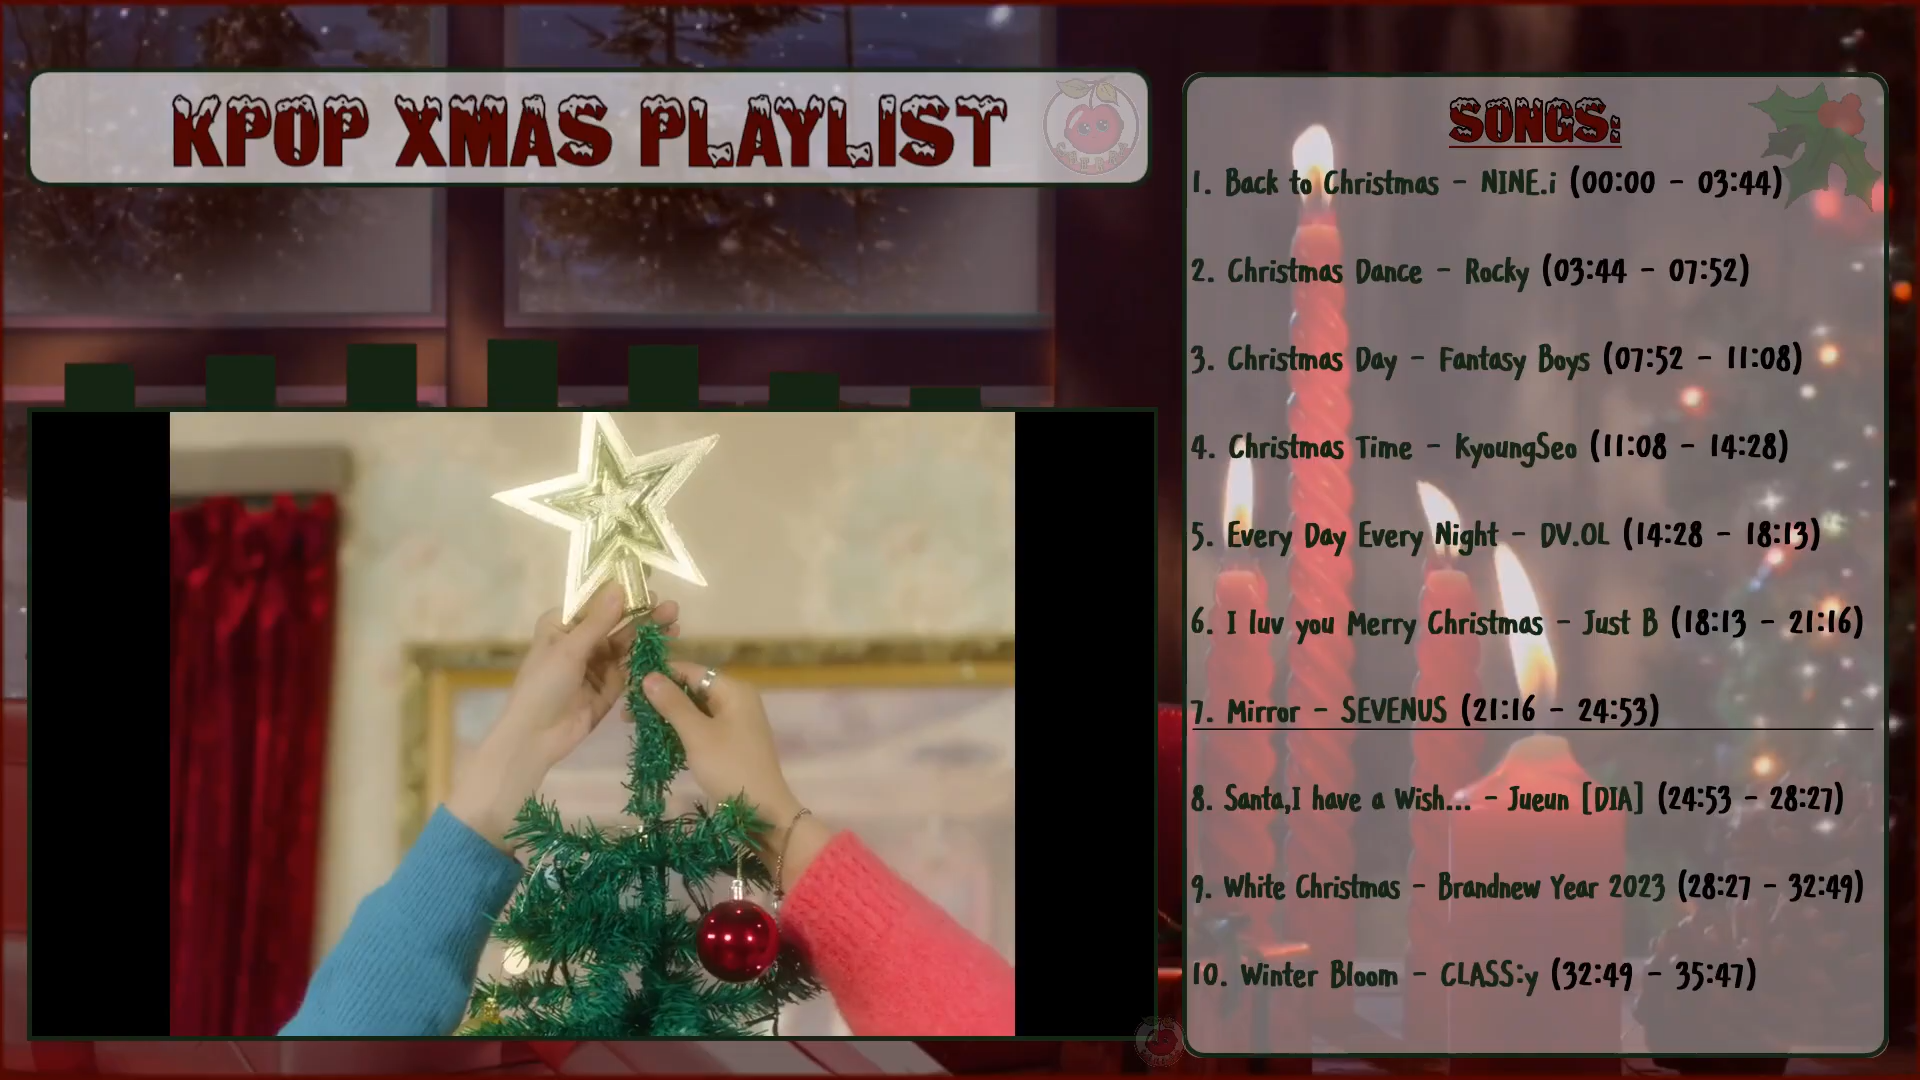 KPOP XMAS PLAYLIST
SONGS:
1. Back to Christmas - NINE.i (00:00 - 03:44)
2. Christmas Dance - Rocky (03:44 - 07:52)
3. Christmas Day - Fantasy Boys (07:52 - 11:08)
4. Christmas Time - KyoungSeo (11:08 - 14:28)
5. Every Day Every Night - DV.OL (14:28 - 18:13)
6. I luv you Merry Christmas - Just B (18:13 - 21:16)
7. Mirror - SEVENUS (21:16 - 24:53)
8. Santa,I have a Wish... - Jueun [DIA] (24:53 - 28:27)
9. White Christmas - Brandnew Year 2023 (28:27 - 32:49)
10. Winter Bloom - CLASS:y (32:49 - 35:47)